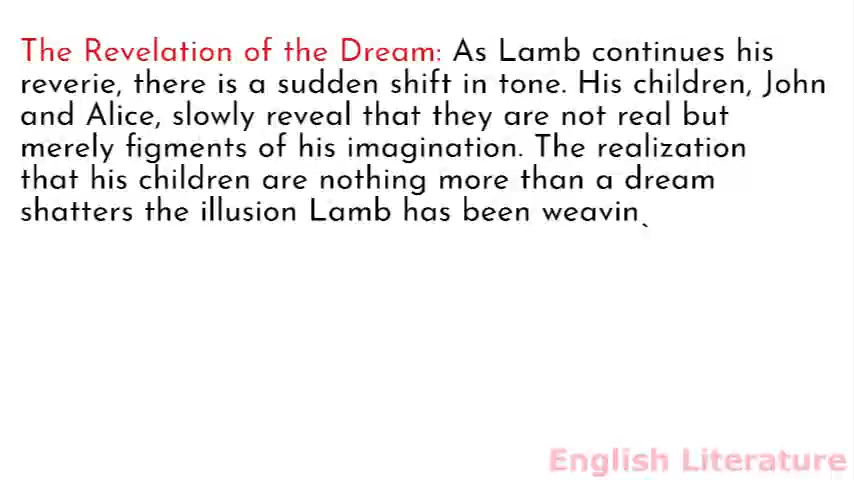 The Revelation of the Dream: As Lamb continues his
reverie, there is a sudden shift in tone. His children, John
and Alice, slowly reveal that they are not real but
merely figments of his imagination. The realization
that his children are nothing more than a dream
shatters the illusion Lamb has been weavin
English Literature